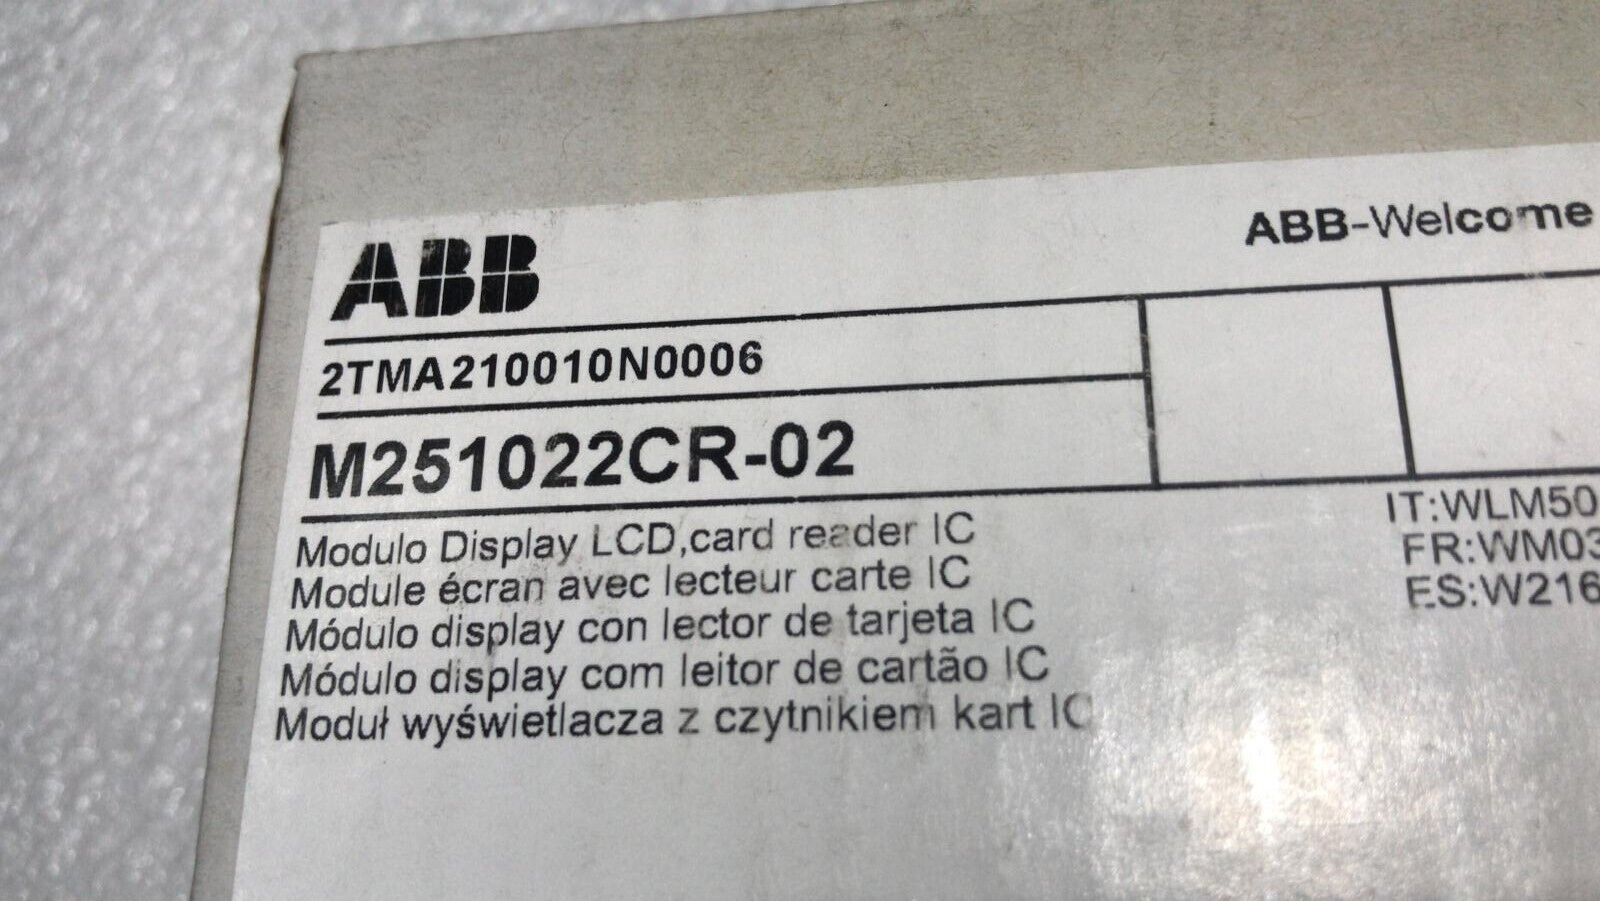 ABB
ABB-Welcome
2TMA210010N0006
M251022CR-02
Modulo Display LCD,card reader IC
Module écran avec lecteur carte IC
Módulo display con lector de tarjeta IC
Módulo display com leitor de cartão IC
Moduł wyświetlacza z czytnikiem kart IC
IT:WLM50
FR:WM03
ES:W216